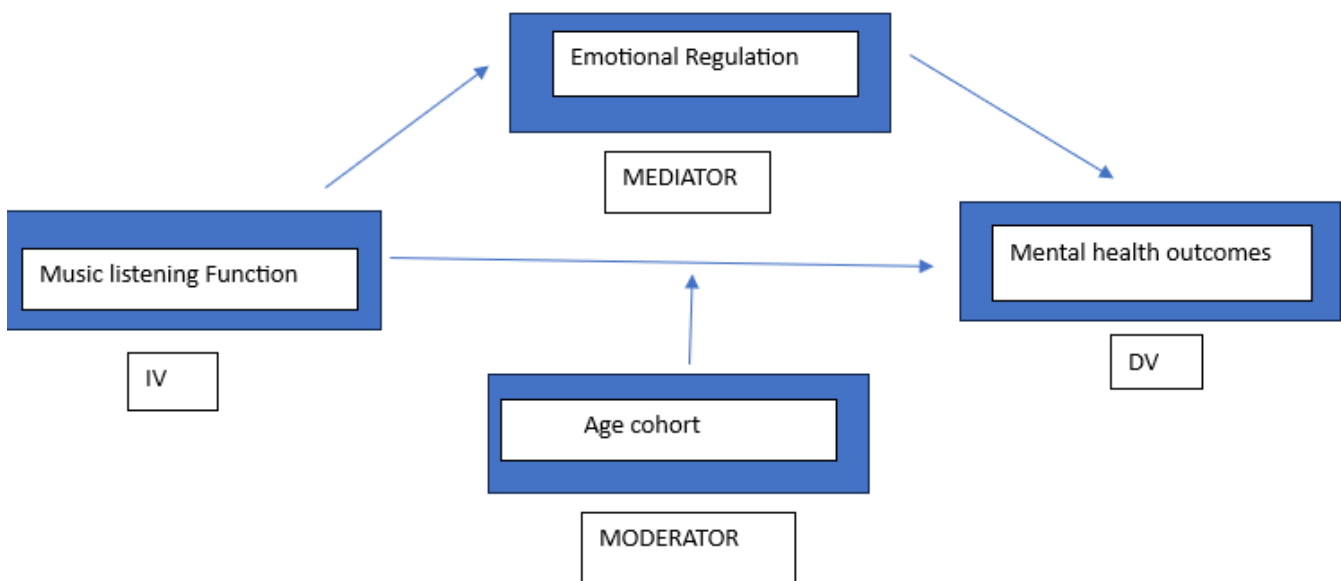 Emotional Regulation
MEDIATOR
Music listening Function
IV
Mental health outcomes
DV
Age cohort
MODERATOR